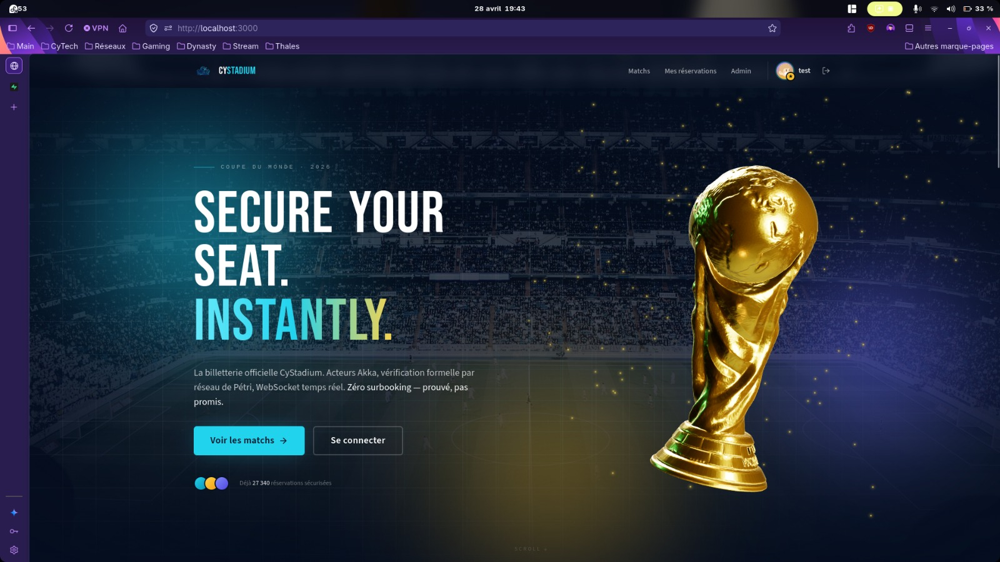 53
28 avril 19:43
33 %
VPN
http://localhost:3000
Main
CyTech
Réseaux
Gaming
Dynasty
Stream
Thales
Autres marque-pages
CYSTADIUM
Matchs
Mes réservations
Admin
test
COUPE DU MONDE · 2026
SECURE YOUR
SEAT.
INSTANTLY.
La billetterie officielle CyStadium. Acteurs Akka, vérification formelle par
réseau de Pétri, WebSocket temps réel. Zéro surbooking — prouvé, pas
promis.
Voir les matchs →
Se connecter
Déjà 27 340 réservations sécurisées
SCROLL